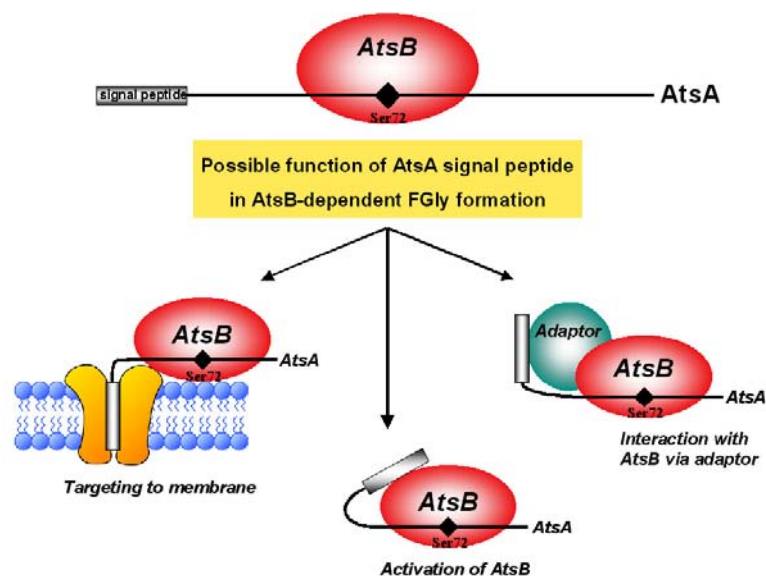 AtsB
signal peptide
Ser72
AtsA
Possible function of AtsA signal peptide
in AtsB-dependent FGly formation
AtsB
Ser72
AtsA
Targeting to membrane
AtsB
Ser72
AtsA
Activation of AtsB
Adaptor
AtsB
Ser72
AtsA
Interaction with
AtsB via adaptor